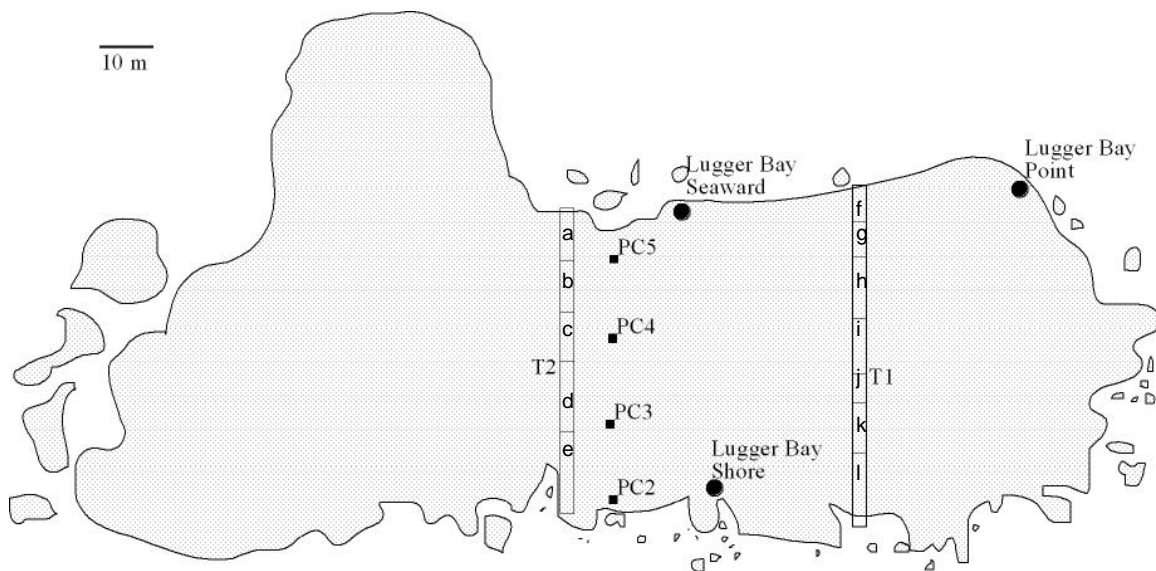 10 m
Lugger Bay
Seaward
Lugger Bay
Point
a
b
c
T2
d
e
PC5
PC4
PC3
PC2
Lugger Bay
Shore
f
g
h
i
j
T1
k
l